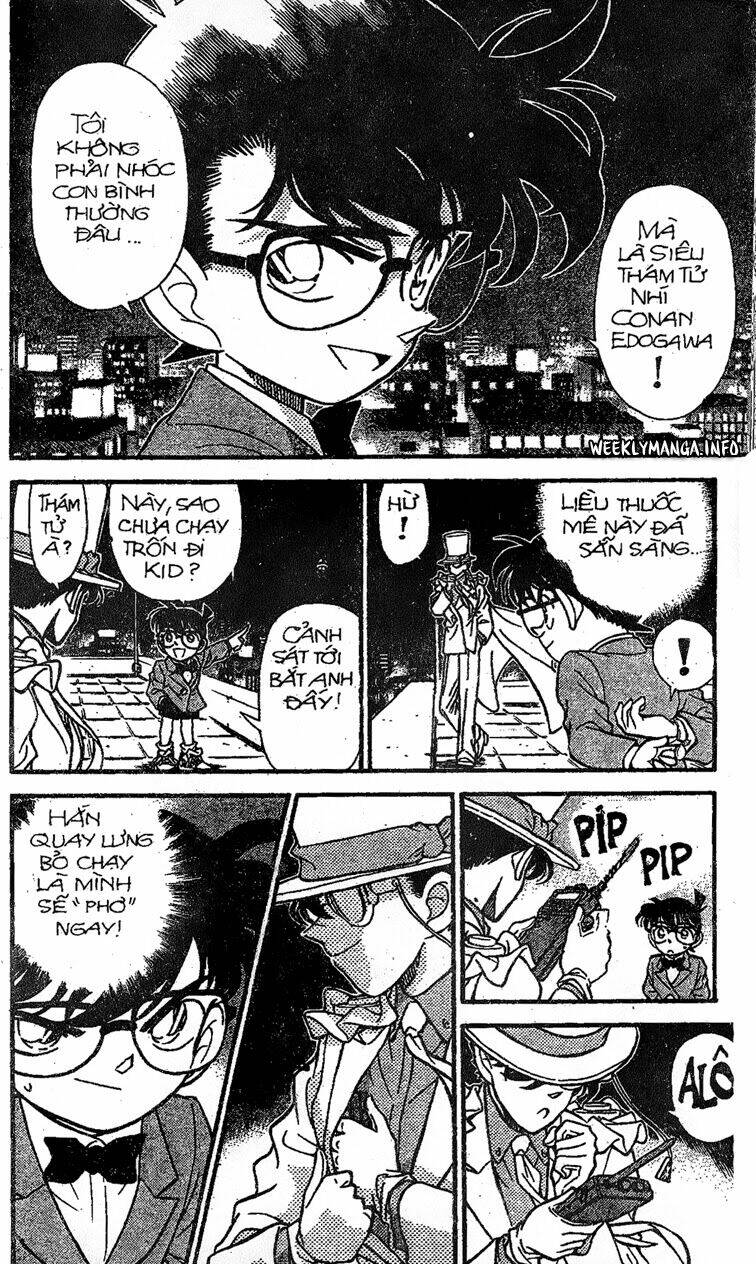 TÔI
KHÔNG
PHẢI NHÓC
CON BÌNH
THƯỜNG
ĐÂU...
MÀ
LÀ SIÊU
THÁM TỬ
NHÍ
CONAN
EDOGAWA
!
WEEKLYMANGA.INFO
THÁM
TỬ
À?
NÀY, SAO
CHƯA CHẠY
TRỐN ĐI
KID?
CẢNH
SÁT TỚI
BẮT ANH
ĐẤY!
HỪ
!
LIỀU THUỐC
MÊ NÀY ĐÃ
SẴN SÀNG...
!
HẮN
QUAY LƯNG
BỎ CHẠY
LÀ MÌNH
SẼ "PHƠ"
NGAY!
PÍP
PIP
ALÔ